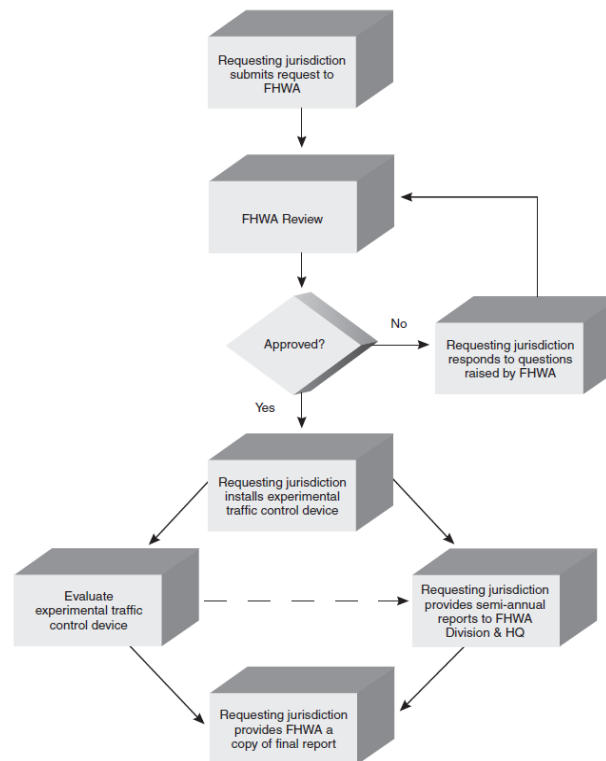 Requesting jurisdiction
submits request to
FHWA
FHWA Review
Approved?
No
Requesting jurisdiction
responds to questions
raised by FHWA
Yes
Requesting jurisdiction
installs experimental
traffic control device
Evaluate
experimental traffic
control device
Requesting jurisdiction
provides semi-annual
reports to FHWA
Division & HQ
Requesting jurisdiction
provides FHWA a
copy of final report